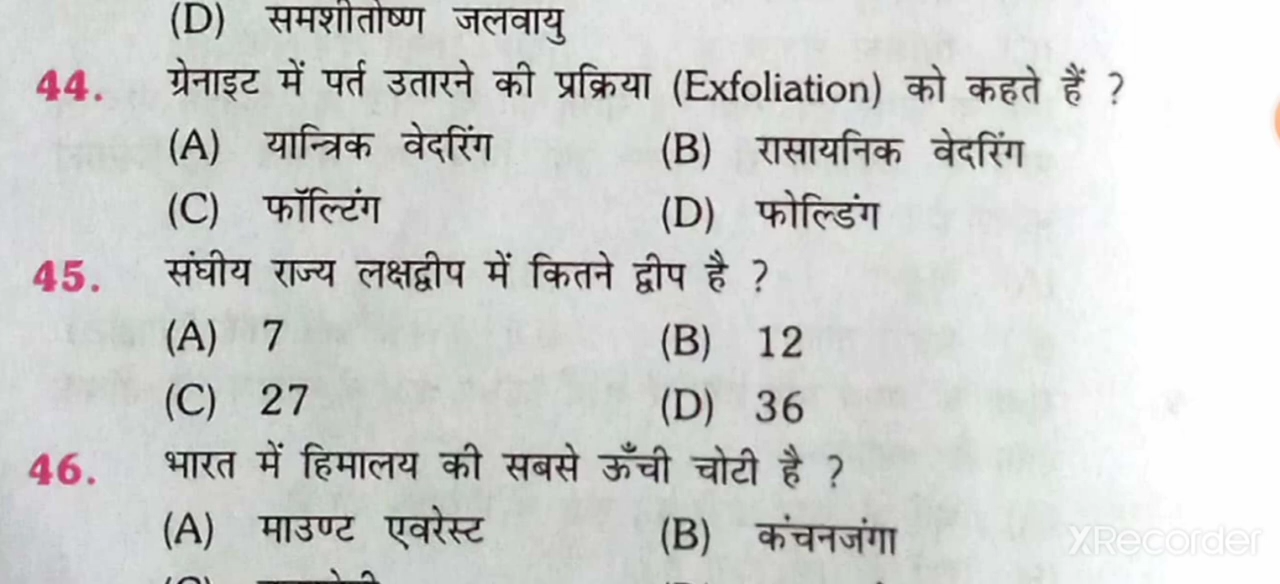 (D) समशीतोष्ण जलवायु
44. ग्रेनाइट में पर्त उतारने की प्रक्रिया (Exfoliation) को कहते हैं ?
(A) यान्त्रिक वेदरिंग (B) रासायनिक वेदरिंग
(C) फॉल्टिंग (D) फोल्डिंग
45. संघीय राज्य लक्षद्वीप में कितने द्वीप है ?
(A) 7 (B) 12
(C) 27 (D) 36
46. भारत में हिमालय की सबसे ऊँची चोटी है ?
(A) माउण्ट एवरेस्ट (B) कंचनजंगा
XRecorder